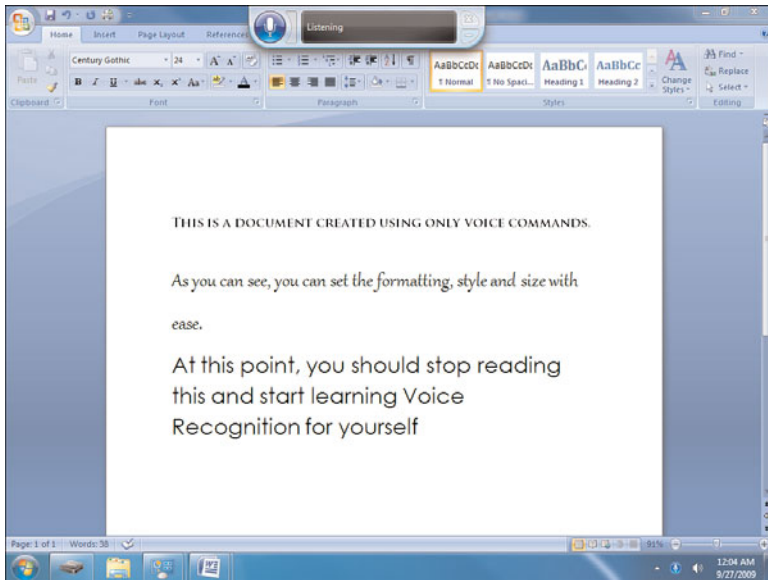 Listening
Home Insert Page Layout References
Paste
Century Gothic 24
AaBbCcDc AaBbCcDc AaBbCc AaBbCc
¶ Normal ¶ No Spaci... Heading 1 Heading 2
Change Styles
Find
Replace
Select
Clipboard Font Paragraph Styles Editing
THIS IS A DOCUMENT CREATED USING ONLY VOICE COMMANDS.
As you can see, you can set the formatting, style and size with
ease.
At this point, you should stop reading
this and start learning Voice
Recognition for yourself
Page: 1 of 1 Words: 38 91%
12:04 AM
9/27/2009